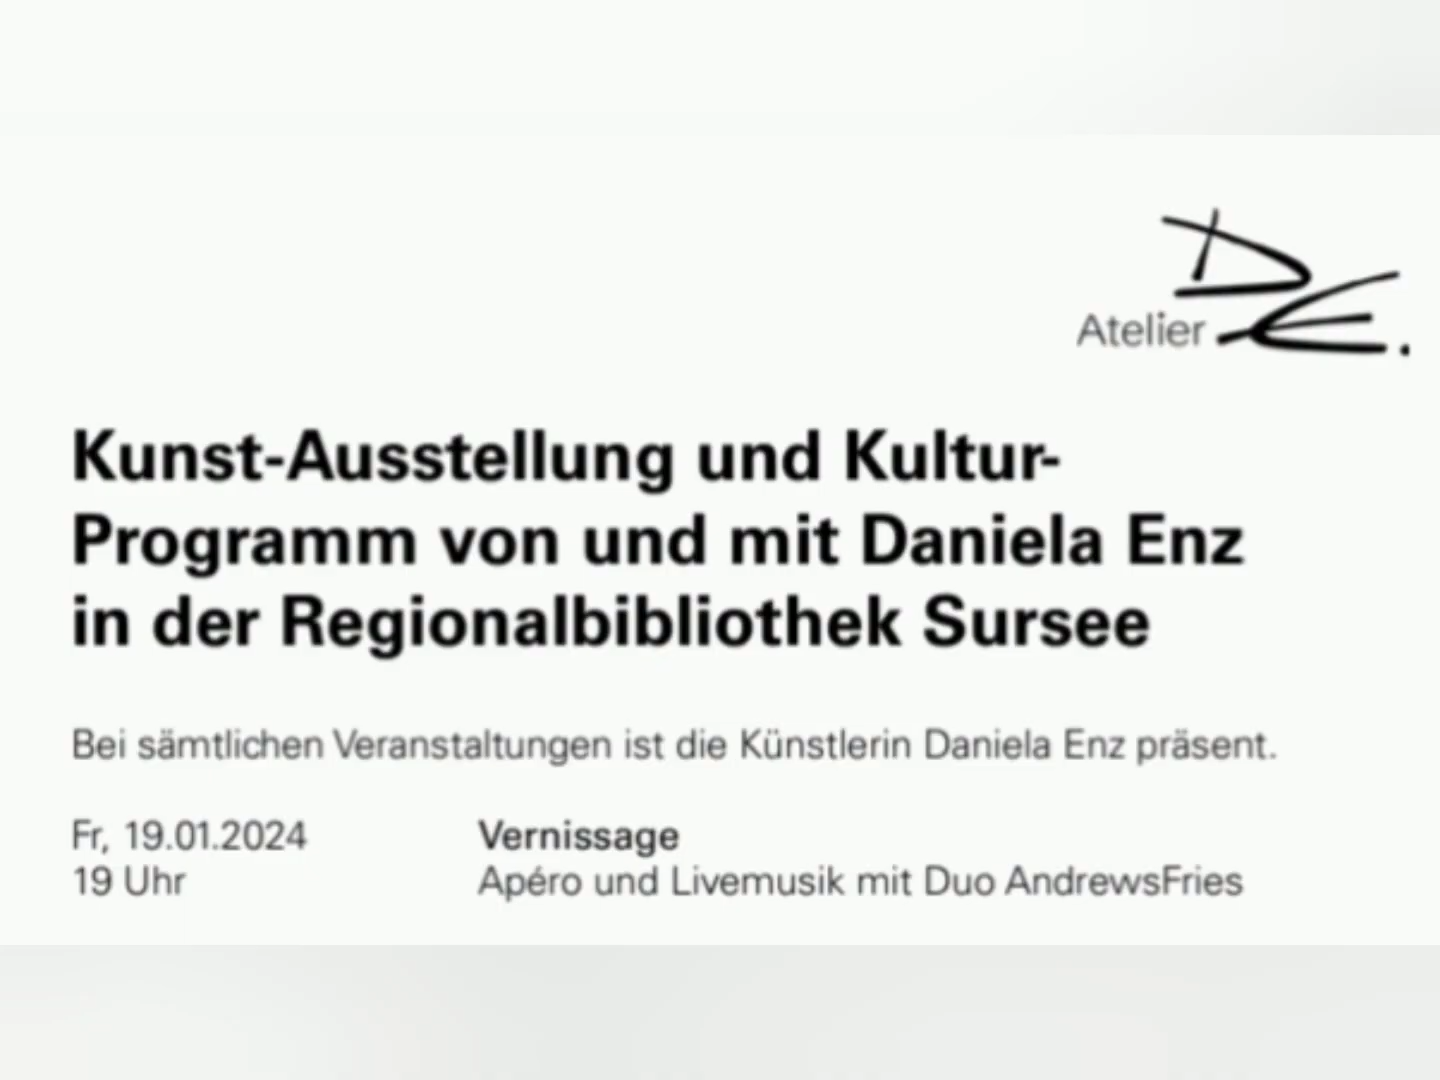 Atelier DE.
Kunst-Ausstellung und Kultur-
Programm von und mit Daniela Enz
in der Regionalbibliothek Sursee
Bei sämtlichen Veranstaltungen ist die Künstlerin Daniela Enz präsent.
Fr, 19.01.2024 Vernissage
19 Uhr Apéro und Livemusik mit Duo AndrewsFries